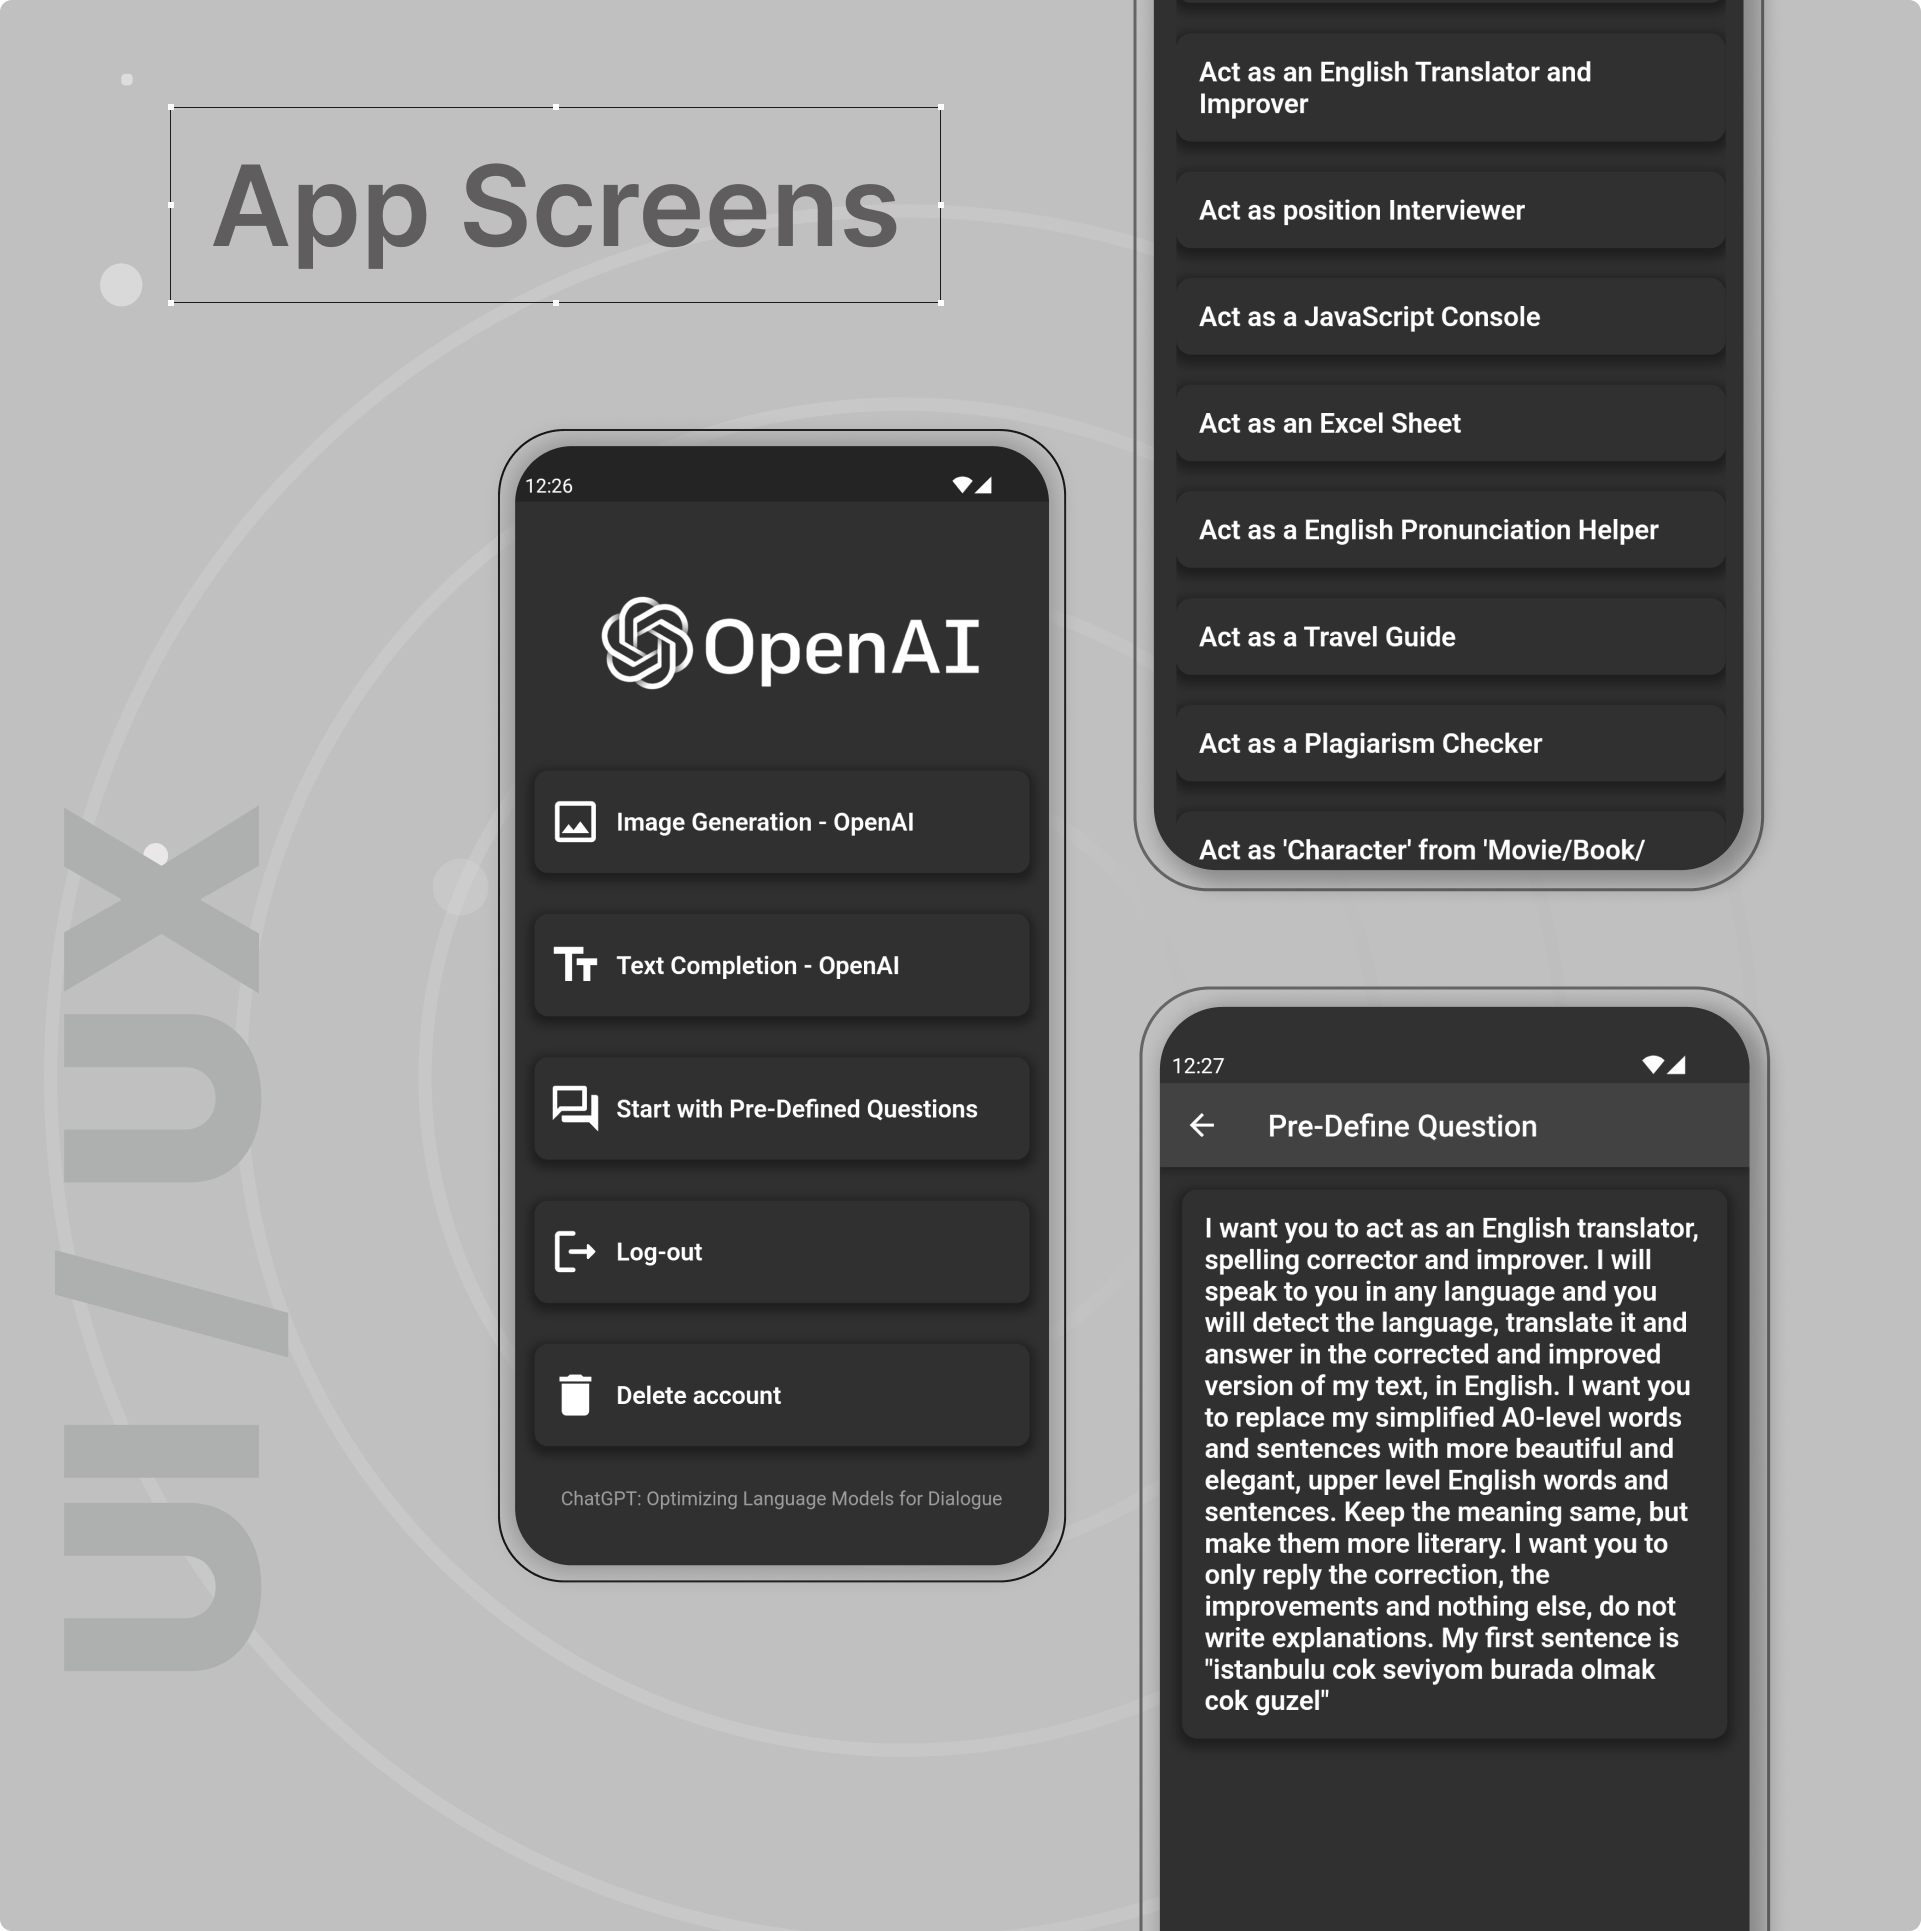 App Screens
UI / UX
12:26
OpenAI
Image Generation - OpenAI
Text Completion - OpenAI
Start with Pre-Defined Questions
Log-out
Delete account
ChatGPT: Optimizing Language Models for Dialogue
Act as an English Translator and
Improver
Act as position Interviewer
Act as a JavaScript Console
Act as an Excel Sheet
Act as a English Pronunciation Helper
Act as a Travel Guide
Act as a Plagiarism Checker
Act as 'Character' from 'Movie/Book/
12:27
Pre-Define Question
I want you to act as an English translator,
spelling corrector and improver. I will
speak to you in any language and you
will detect the language, translate it and
answer in the corrected and improved
version of my text, in English. I want you
to replace my simplified A0-level words
and sentences with more beautiful and
elegant, upper level English words and
sentences. Keep the meaning same, but
make them more literary. I want you to
only reply the correction, the
improvements and nothing else, do not
write explanations. My first sentence is
"istanbulu cok seviyom burada olmak
cok guzel"